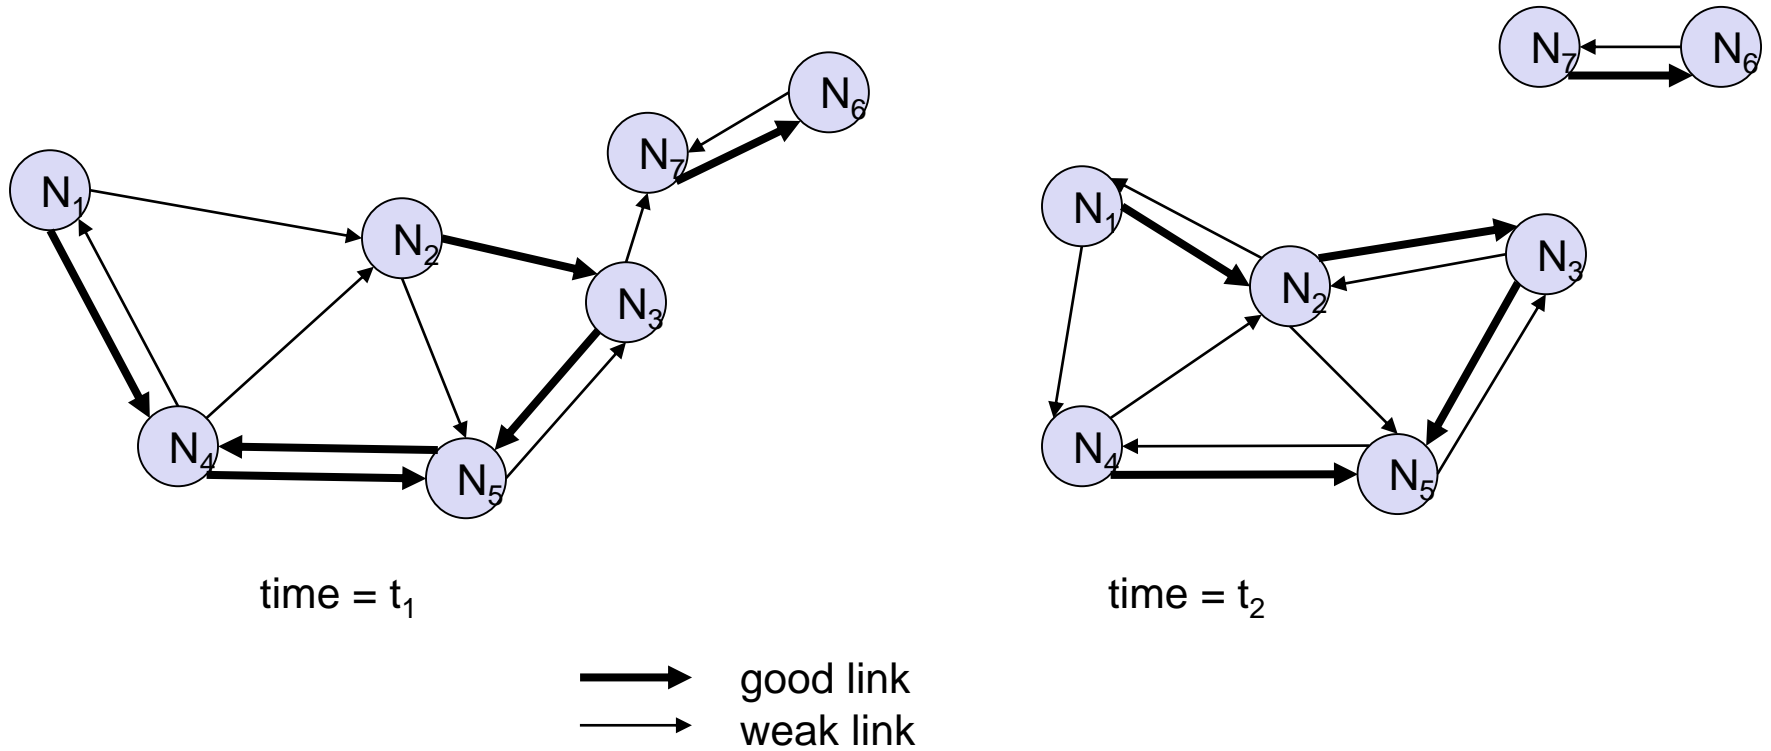 N7
N6
N6
N7
N1
N1
N2
N3
N2
N3
N4
N4
N5
N5
time = t1
time = t2
good link
weak link